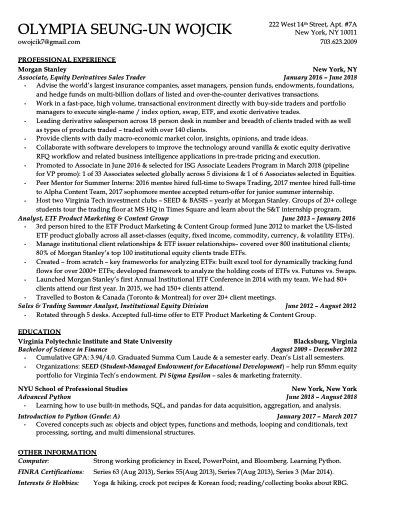 OLYMPIA SEUNG-UN WOJCIK
222 West 14th Street, Apt. #7A
New York, NY 10011
owojcik7@gmail.com
703.623.2009
PROFESSIONAL EXPERIENCE
Morgan Stanley New York, NY
Associate, Equity Derivatives Sales Trader January 2016 – June 2018
- Advise the world's largest insurance companies, asset managers, pension funds, endowments, foundations,
and hedge funds on multi-billion dollars of listed and over-the-counter derivatives transactions.
- Work in a fast-pace, high volume, transactional environment directly with buy-side traders and portfolio
managers to execute single-name / index option, swap, ETF, and exotic derivative trades.
- Leading derivative salesperson across 18 person desk in number and breadth of clients traded with as well
as types of products traded – traded with over 140 clients.
- Provide clients with daily macro-economic market color, insights, opinions, and trade ideas.
- Collaborate with software developers to improve the technology around vanilla & exotic equity derivative
RFQ workflow and related business intelligence applications in pre-trade pricing and execution.
- Promoted to Associate in June 2016 & selected for ISG Associate Leaders Program in March 2018 (pipeline
for VP promo): 1 of 33 Associates selected globally across 5 divisions & 1 of 6 Associates selected in Equities.
- Peer Mentor for Summer Interns: 2016 mentee hired full-time to Swaps Trading, 2017 mentee hired full-time
to Alpha Content Team, 2017 sophomore mentee accepted return-offer for junior summer internship.
- Host two Virginia Tech investment clubs – SEED & BASIS – yearly at Morgan Stanley. Groups of 20+ college
students tour the trading floor at MS HQ in Times Square and learn about the S&T internship program.
Analyst, ETF Product Marketing & Content Group June 2013 – January 2016
- 3rd person hired to the ETF Product Marketing & Content Group formed June 2012 to market the US-listed
ETF product globally across all asset-classes (equity, fixed income, commodity, currency, & volatility ETFs).
- Manage institutional client relationships & ETF issuer relationships– covered over 800 institutional clients;
80% of Morgan Stanley's top 100 institutional equity clients trade ETFs.
- Created – from scratch – key frameworks for analyzing ETFs: built excel tool for dynamically tracking fund
flows for over 2000+ ETFs; developed framework to analyze the holding costs of ETFs vs. Futures vs. Swaps.
- Launched Morgan Stanley's first Annual Institutional ETF Conference in 2014 with my team. We had 80+
clients attend our first year. In 2015, we had 150+ clients attend.
- Travelled to Boston & Canada (Toronto & Montreal) for over 20+ client meetings.
Sales & Trading Summer Analyst, Institutional Equity Division June 2012 – August 2012
- Rotated through 5 desks. Accepted full-time offer to ETF Product Marketing & Content Group.
EDUCATION
Virginia Polytechnic Institute and State University Blacksburg, Virginia
Bachelor of Science in Finance August 2009 – December 2012
- Cumulative GPA: 3.94/4.0. Graduated Summa Cum Laude & a semester early. Dean's List all semesters.
- Organizations: SEED (Student-Managed Endowment for Educational Development) – help run $5mm equity
portfolio for Virginia Tech's endowment. Pi Sigma Epsilon – sales & marketing fraternity.
NYU School of Professional Studies New York, New York
Advanced Python June 2018 – August 2018
- Learning how to use built-in methods, SQL, and pandas for data acquisition, aggregation, and analysis.
Introduction to Python (Grade: A) January 2017 – March 2017
- Covered concepts such as: objects and object types, functions and methods, looping and conditionals, text
processing, sorting, and multi dimensional structures.
OTHER INFORMATION
Computer: Strong working proficiency in Excel, PowerPoint, and Bloomberg. Learning Python.
FINRA Certifications: Series 63 (Aug 2013), Series 55(Aug 2013), Series 7(Aug 2013), Series 3 (Mar 2014).
Interests & Hobbies: Yoga & hiking, crock pot recipes & Korean food; reading/collecting books about RBG.